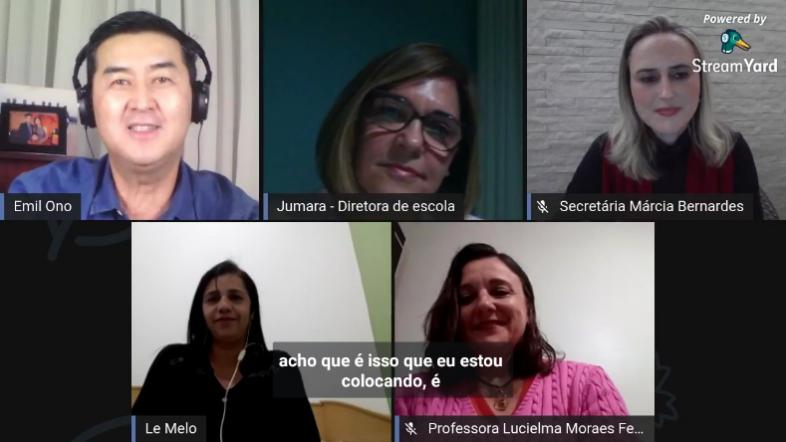 Powered by
StreamYard
Emil Ono
Jumara - Diretora de escola
Secretária Márcia Bernardes
acho que é isso que eu estou
colocando, é
Le Melo
Professora Lucielma Moraes Fe...